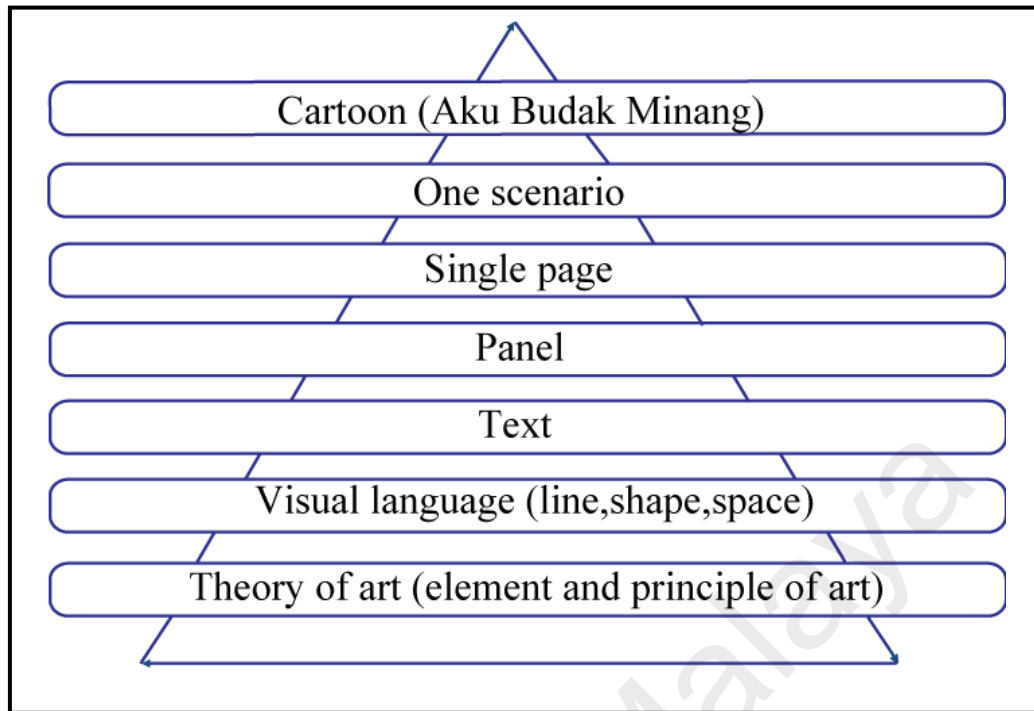 Cartoon (Aku Budak Minang)
One scenario
Single page
Panel
Text
Visual language (line,shape,space)
Theory of art (element and principle of art)
Malaya